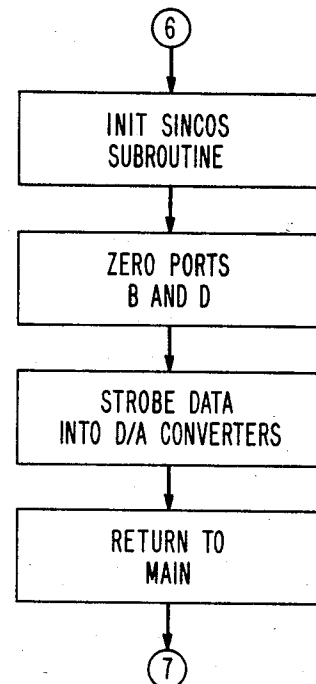 6
INIT SINCOS
SUBROUTINE
ZERO PORTS
B AND D
STROBE DATA
INTO D/A CONVERTERS
RETURN TO
MAIN
7